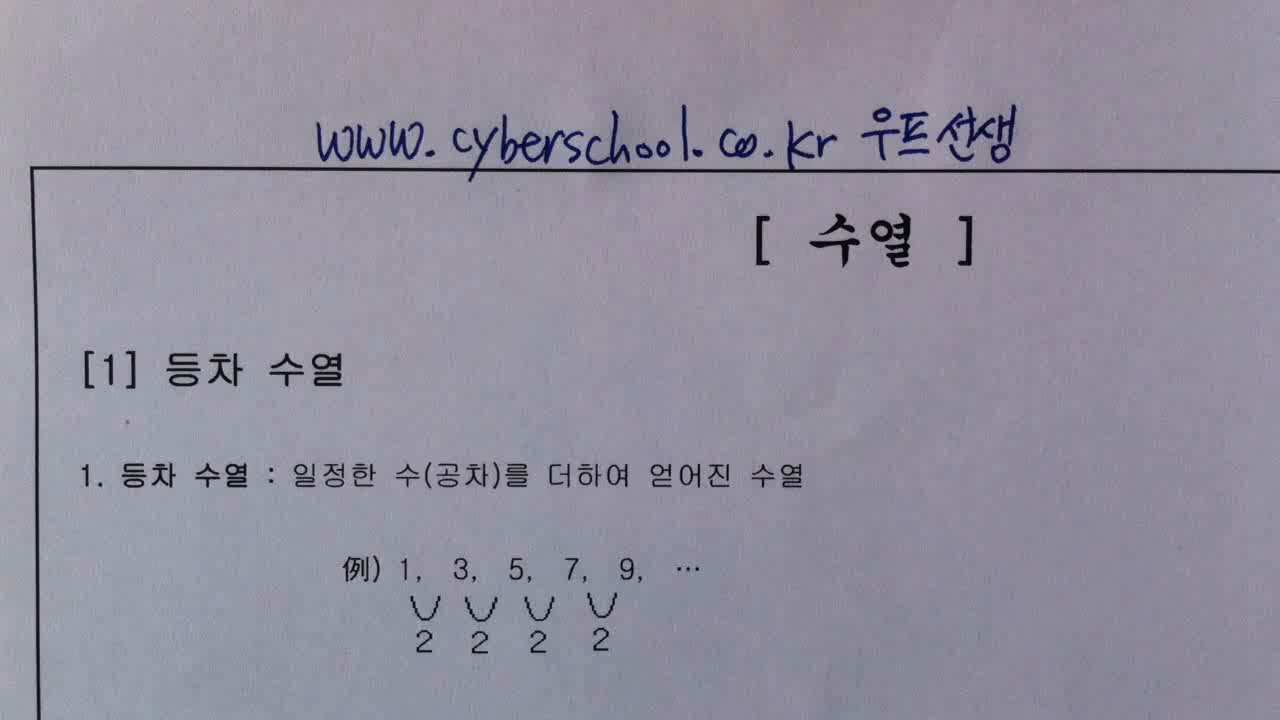 www.cyberschool.co.kr 우트선생
[ 수열 ]
[1] 등차 수열
1. 등차 수열 : 일정한 수(공차)를 더하여 얻어진 수열
例) 1, 3, 5, 7, 9, …
2 2 2 2